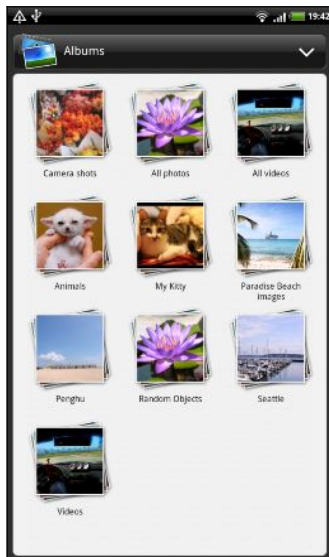 19:42
Albums
Camera shots
All photos
All videos
Animals
My Kitty
Paradise Beach
images
Penghu
Random Objects
Seattle
Videos